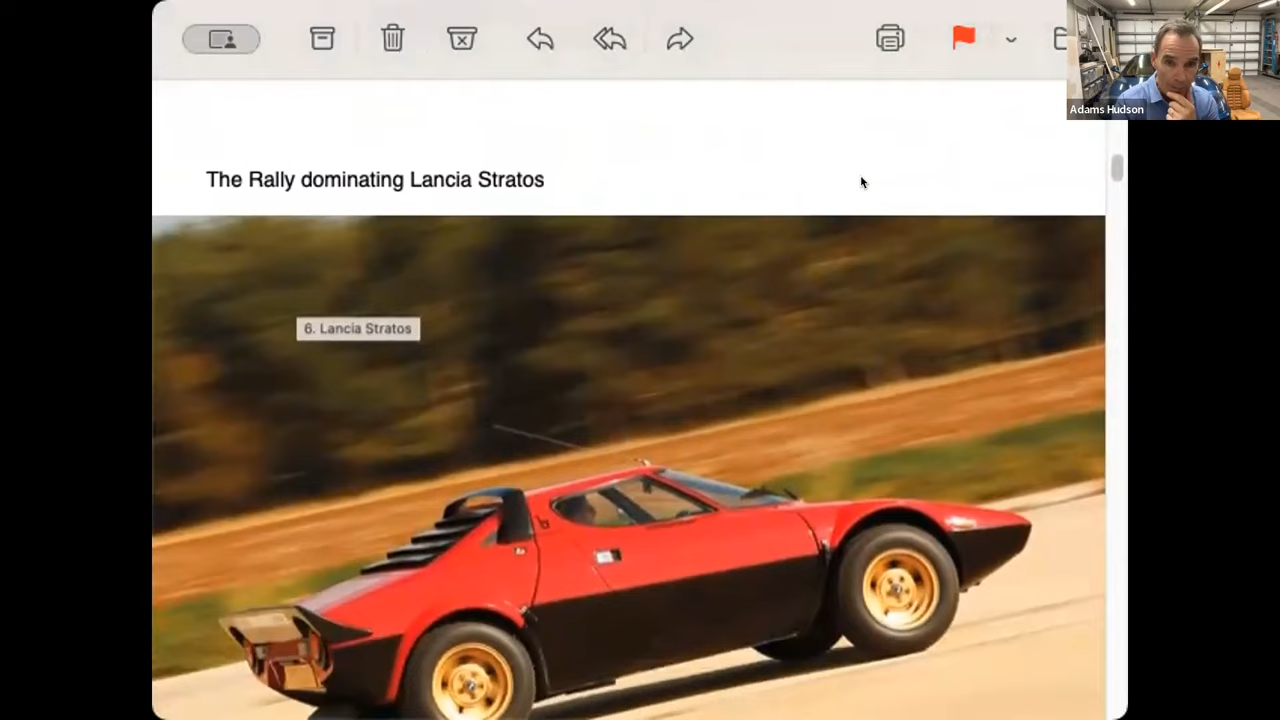 Adams Hudson
The Rally dominating Lancia Stratos
6. Lancia Stratos